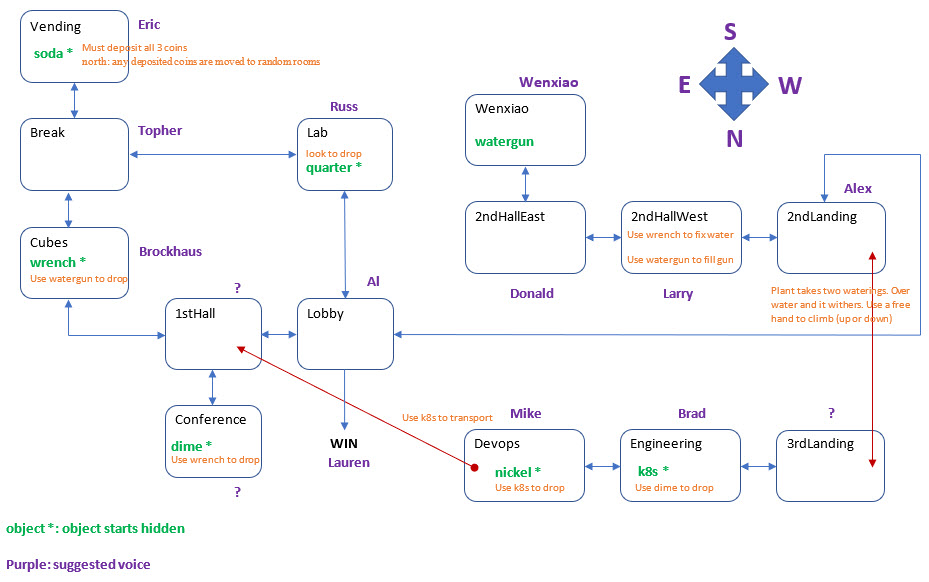 Vending
Eric
soda *
Must deposit all 3 coins
north: any deposited coins are moved to random rooms
S
E
W
N
Wenxiao
Wenxiao
watergun
Russ
Break
Topher
Lab
look to drop
quarter *
Alex
2ndHallEast
2ndHallWest
Use wrench to fix water
Use watergun to fill gun
2ndLanding
Cubes
wrench *
Use watergun to drop
Brockhaus
?
Al
Donald
Larry
Plant takes two waterings. Over
water and it withers. Use a free
hand to climb (up or down)
1stHall
Lobby
Conference
dime *
Use wrench to drop
?
WIN
Lauren
Use k8s to transport
Mike
Brad
?
Devops
nickel *
Use k8s to drop
Engineering
k8s *
Use dime to drop
3rdLanding
object *: object starts hidden
Purple: suggested voice